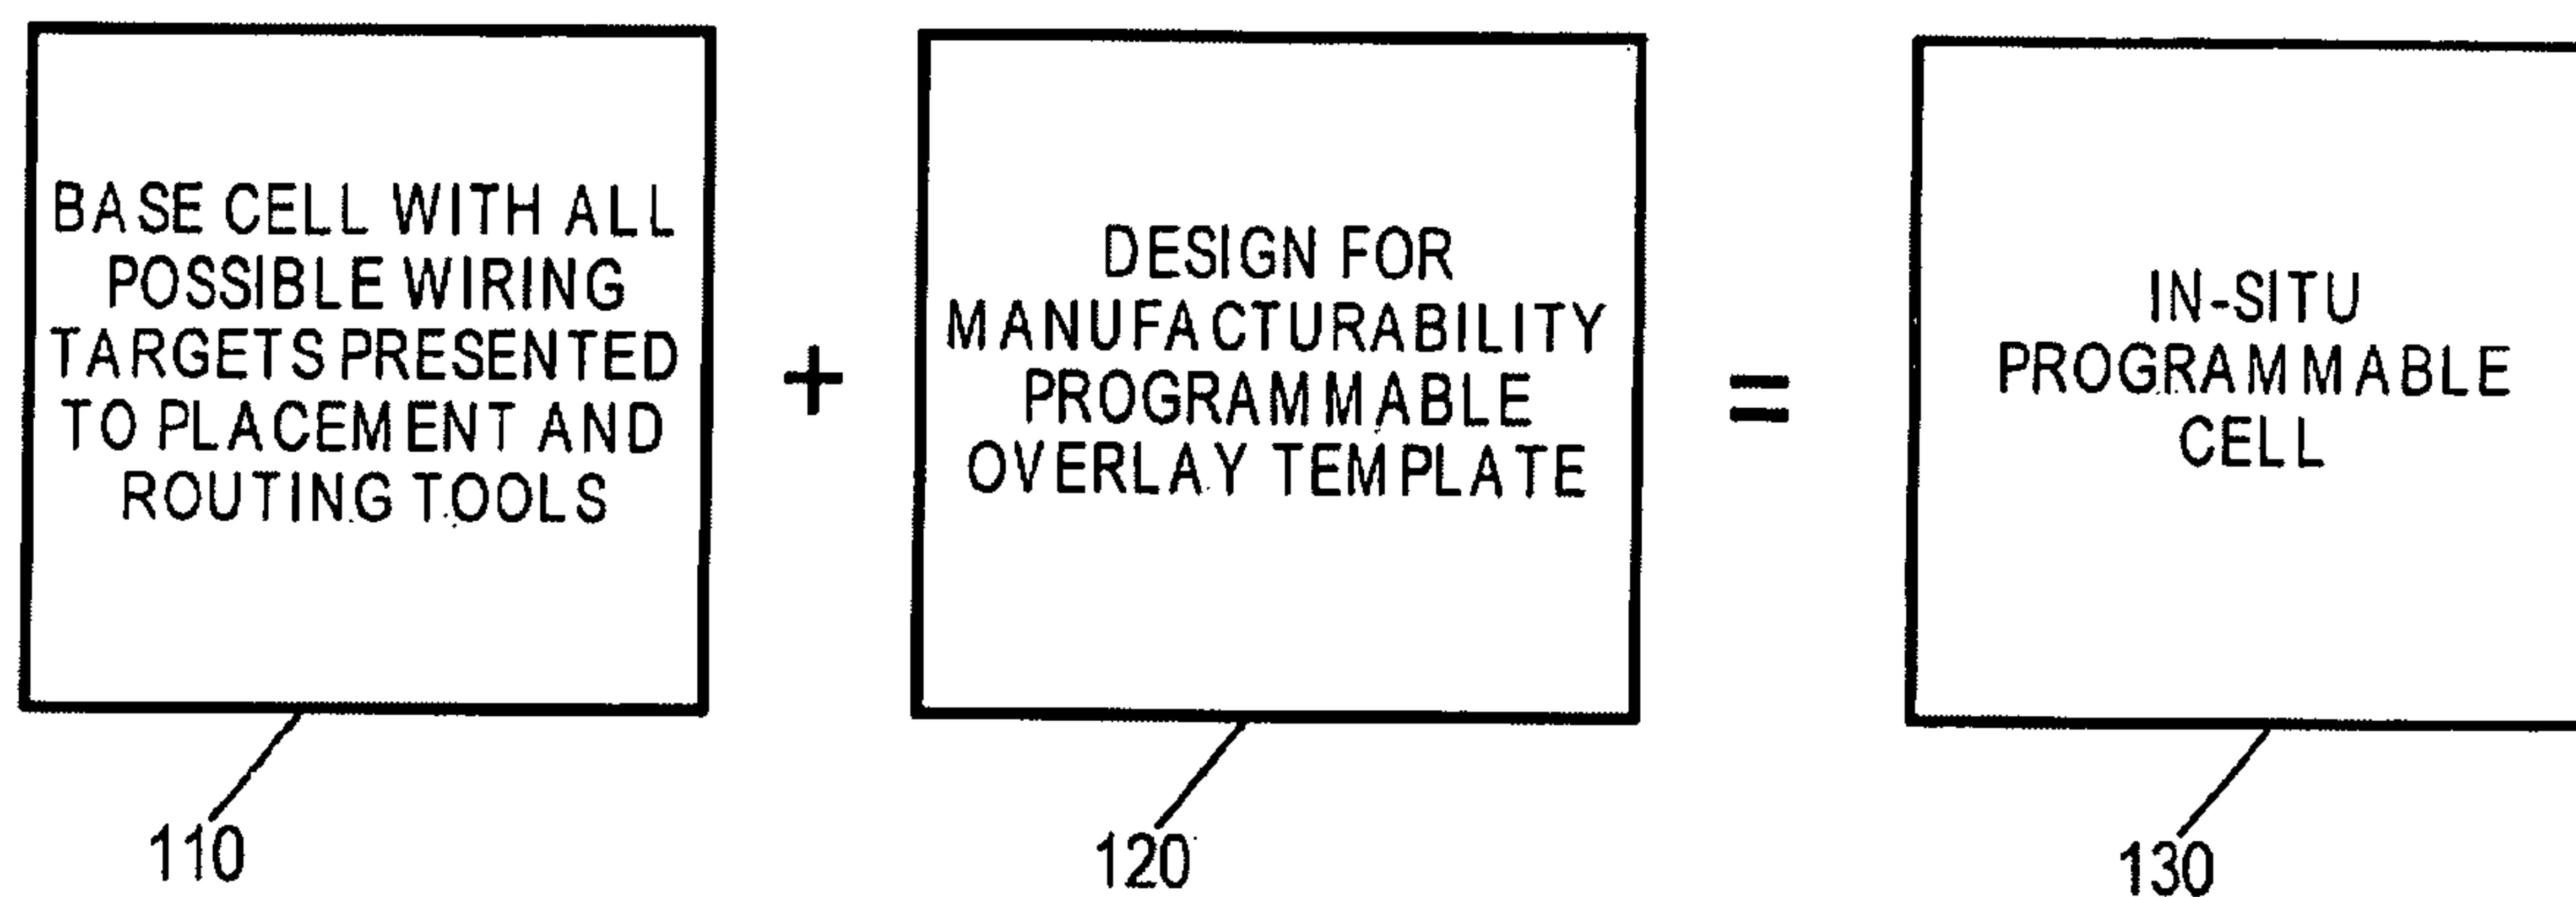 BASE CELL WITH ALL
POSSIBLE WIRING
TARGETS PRESENTED
TO PLACEMENT AND
ROUTING TOOLS
+
DESIGN FOR
MANUFACTURABILITY
PROGRAMMABLE
OVERLAY TEMPLATE
=
IN-SITU
PROGRAMMABLE
CELL
110
120
130